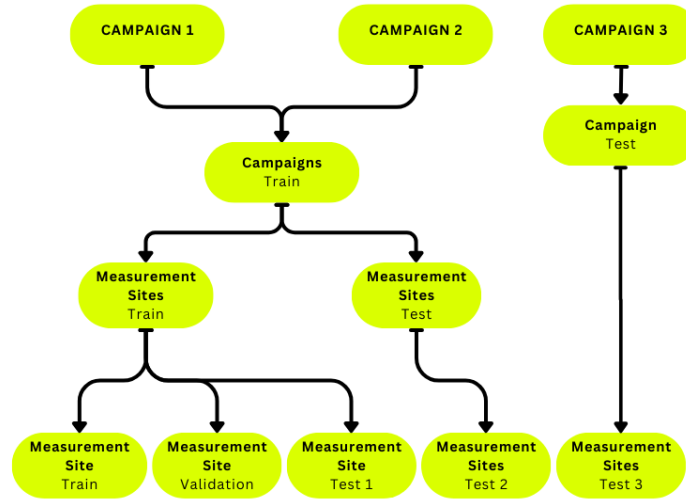 CAMPAIGN 1
CAMPAIGN 2
CAMPAIGN 3
Campaign
Test
Campaigns
Train
Measurement
Sites
Train
Measurement
Sites
Test
Measurement
Site
Train
Measurement
Site
Validation
Measurement
Site
Test 1
Measurement
Sites
Test 2
Measurement
Sites
Test 3